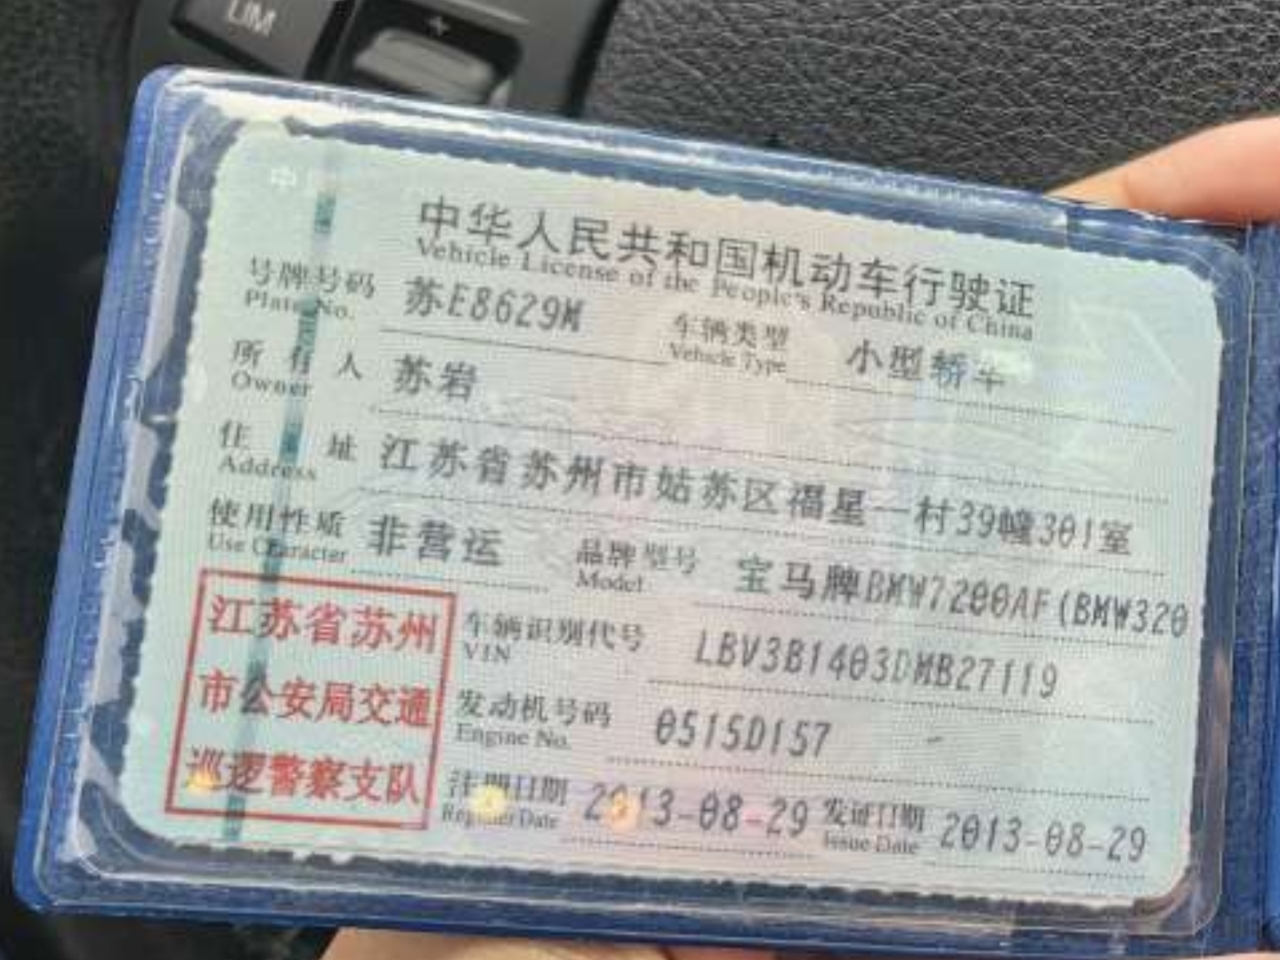 LIM
+
中
中华人民共和国机动车行驶证
Vehicle License of the People's Republic of China
号牌号码 苏E8629M 车辆类型 小型轿车
Plate No. Vehicle Type
所有人 苏岩
Owner
住址 江苏省苏州市姑苏区福星一村39幢301室
Address
使用性质 非营运 品牌型号 宝马牌BMW7200AF(BMW320
Use Character Model
江苏省苏州
市公安局交通
巡逻警察支队
车辆识别代号 LBV3B1403DMB27119
VIN
发动机号码 0515D157
Engine No.
注册日期 2013-08-29 发证日期 2013-08-29
Register Date Issue Date